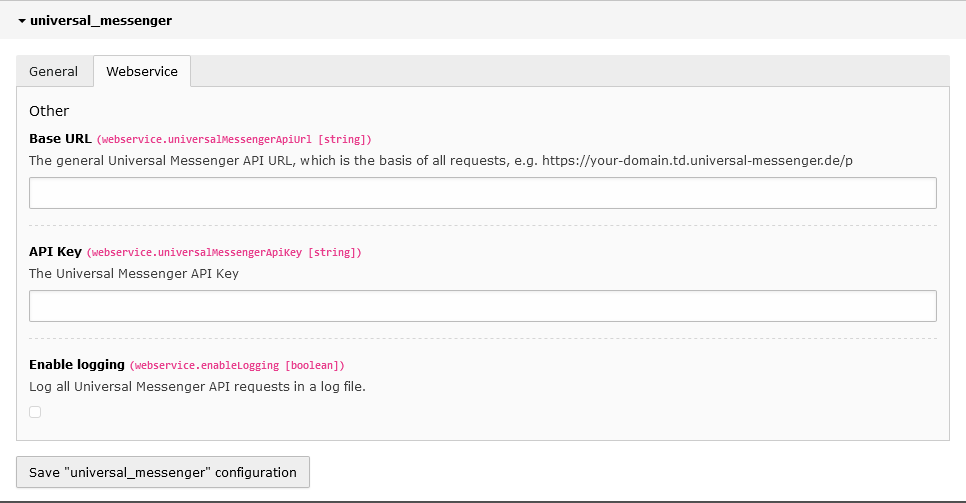 universal_messenger
General Webservice
Other
Base URL (webservice.universalMessengerApiUrl [string])
The general Universal Messenger API URL, which is the basis of all requests, e.g. https://your-domain.td.universal-messenger.de/p
API Key (webservice.universalMessengerApiKey [string])
The Universal Messenger API Key
Enable logging (webservice.enableLogging [boolean])
Log all Universal Messenger API requests in a log file.
Save "universal_messenger" configuration